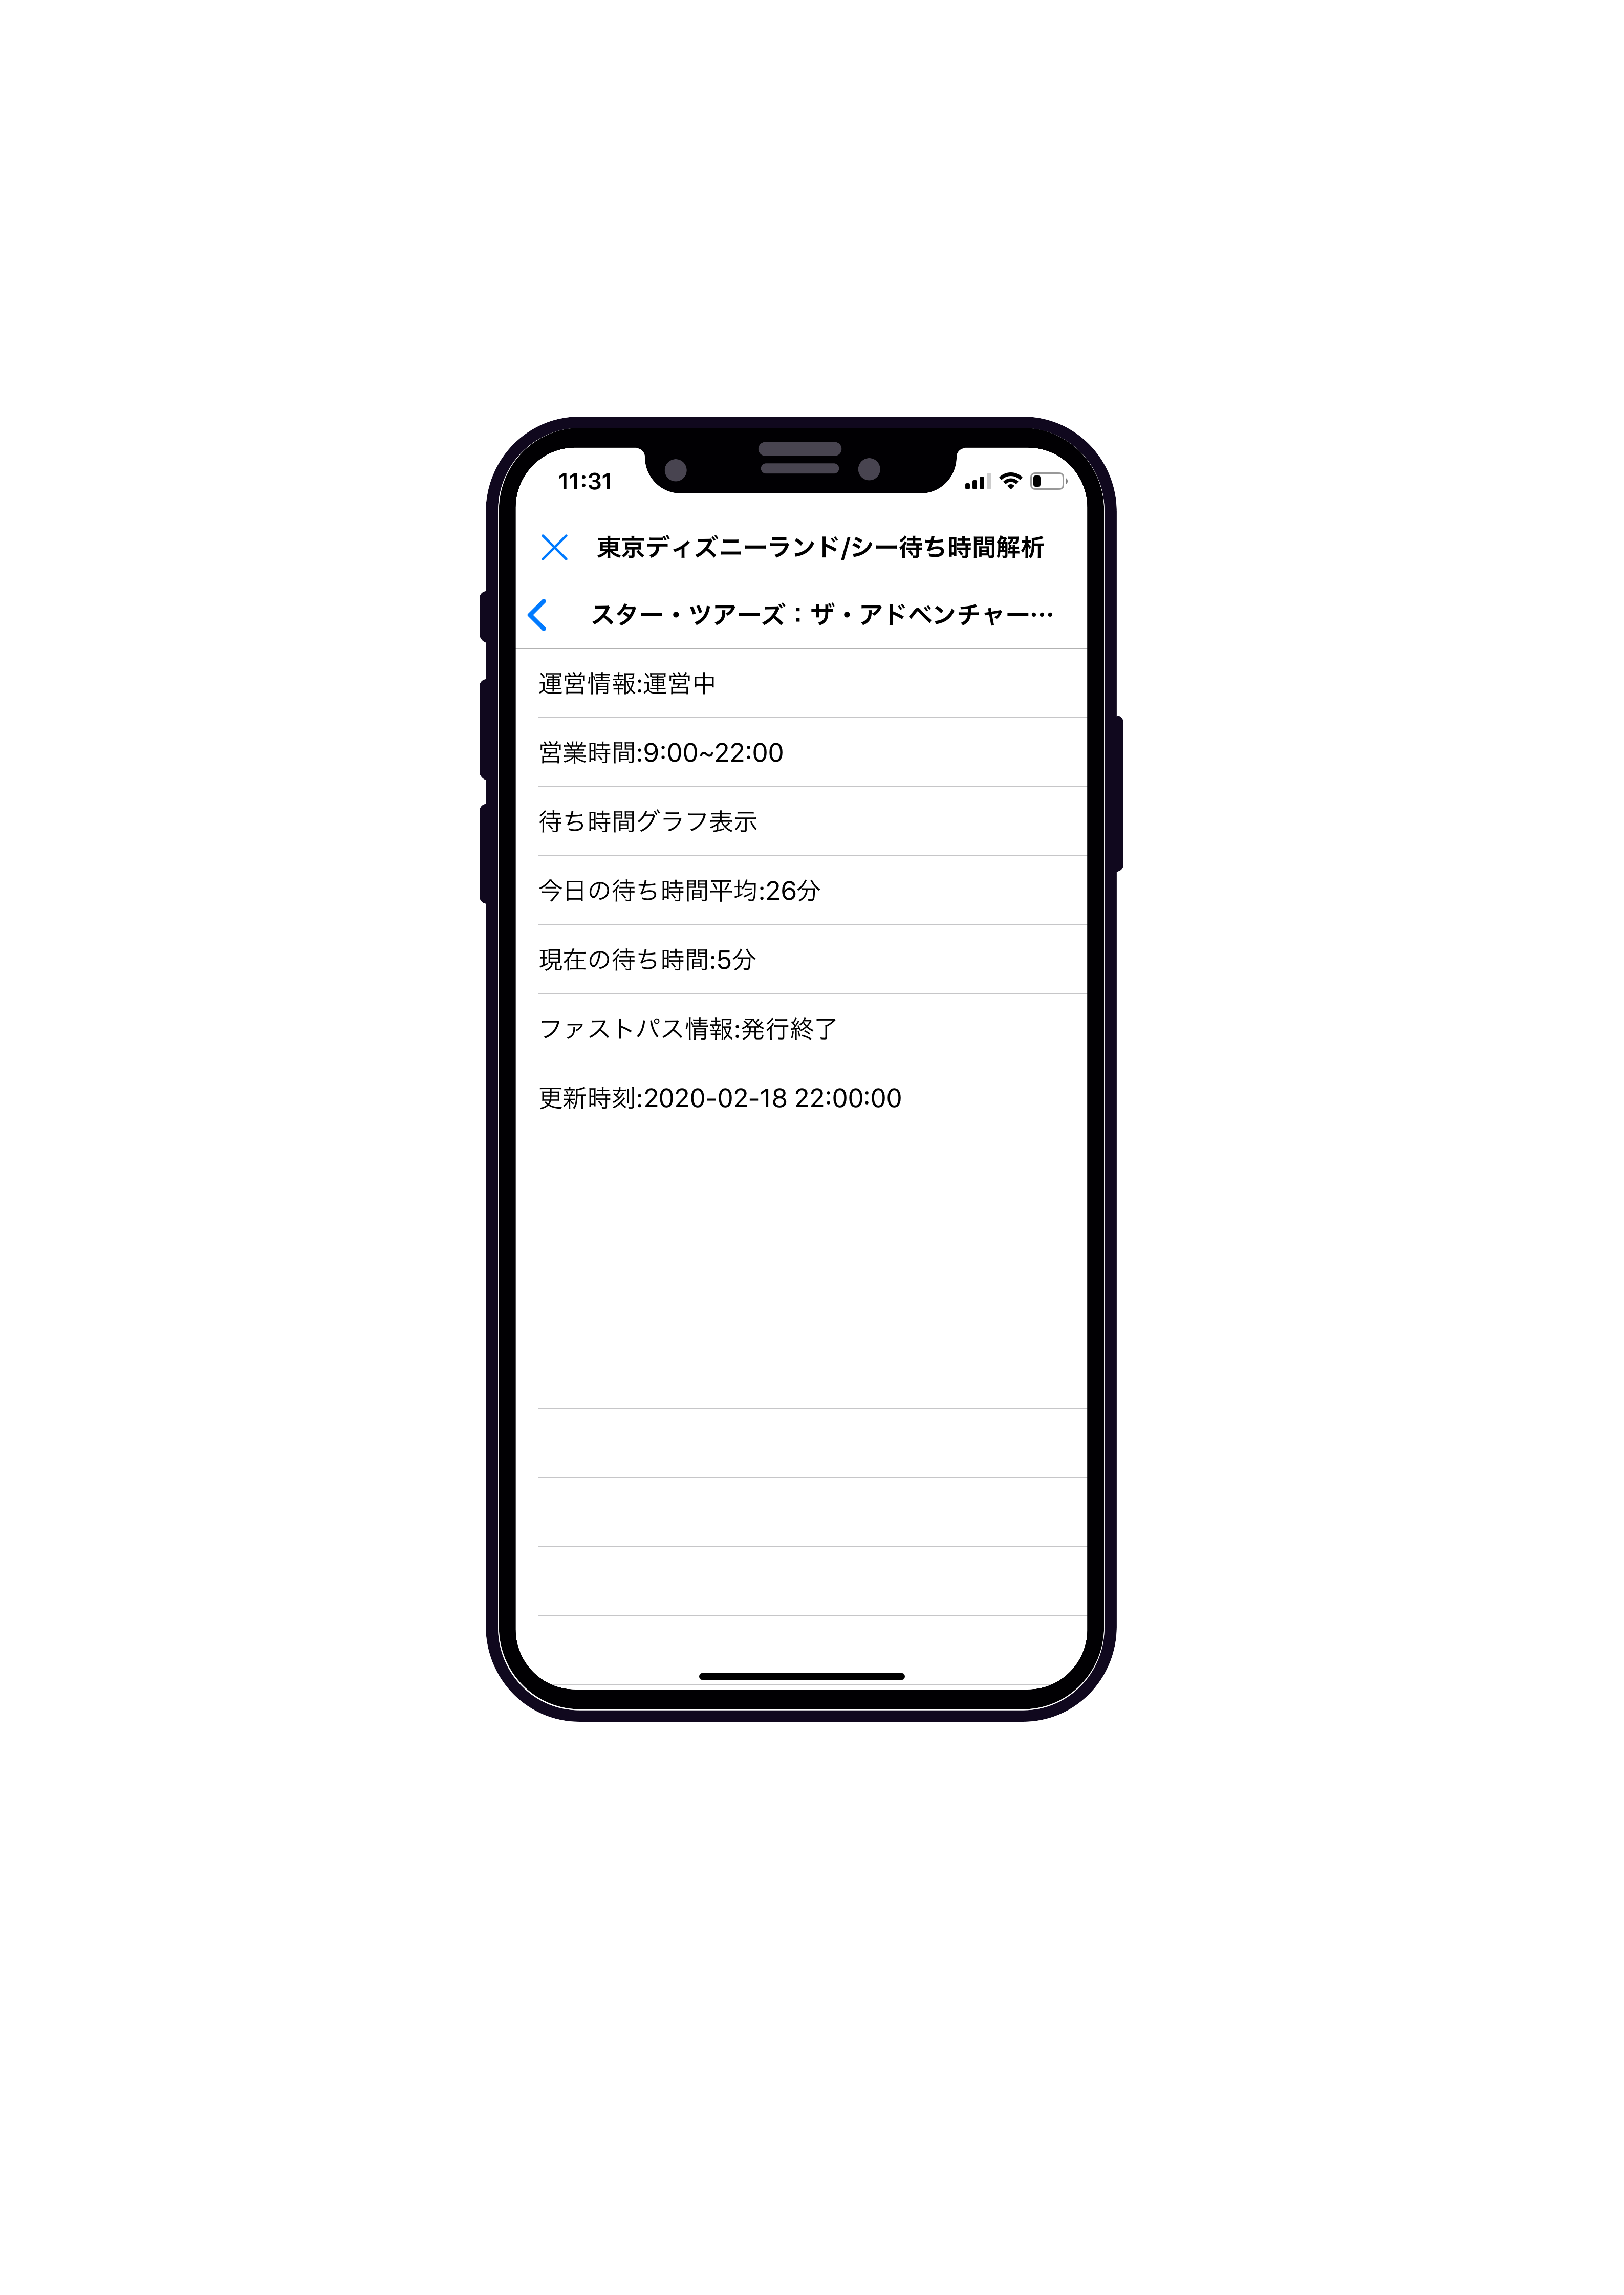 11:31
東京ディズニーランド/シー待ち時間解析
スター・ツアーズ：ザ・アドベンチャー…
運営情報:運営中
営業時間:9:00~22:00
待ち時間グラフ表示
今日の待ち時間平均:26分
現在の待ち時間:5分
ファストパス情報:発行終了
更新時刻:2020-02-18 22:00:00